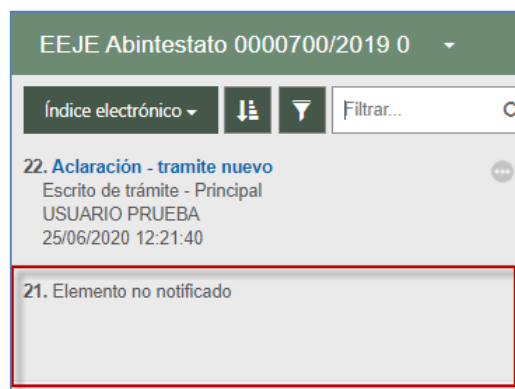 EEJE Abintestato 0000700/2019 0
Índice electrónico
Filtrar...
22. Aclaración - tramite nuevo
Escrito de trámite - Principal
USUARIO PRUEBA
25/06/2020 12:21:40
21. Elemento no notificado